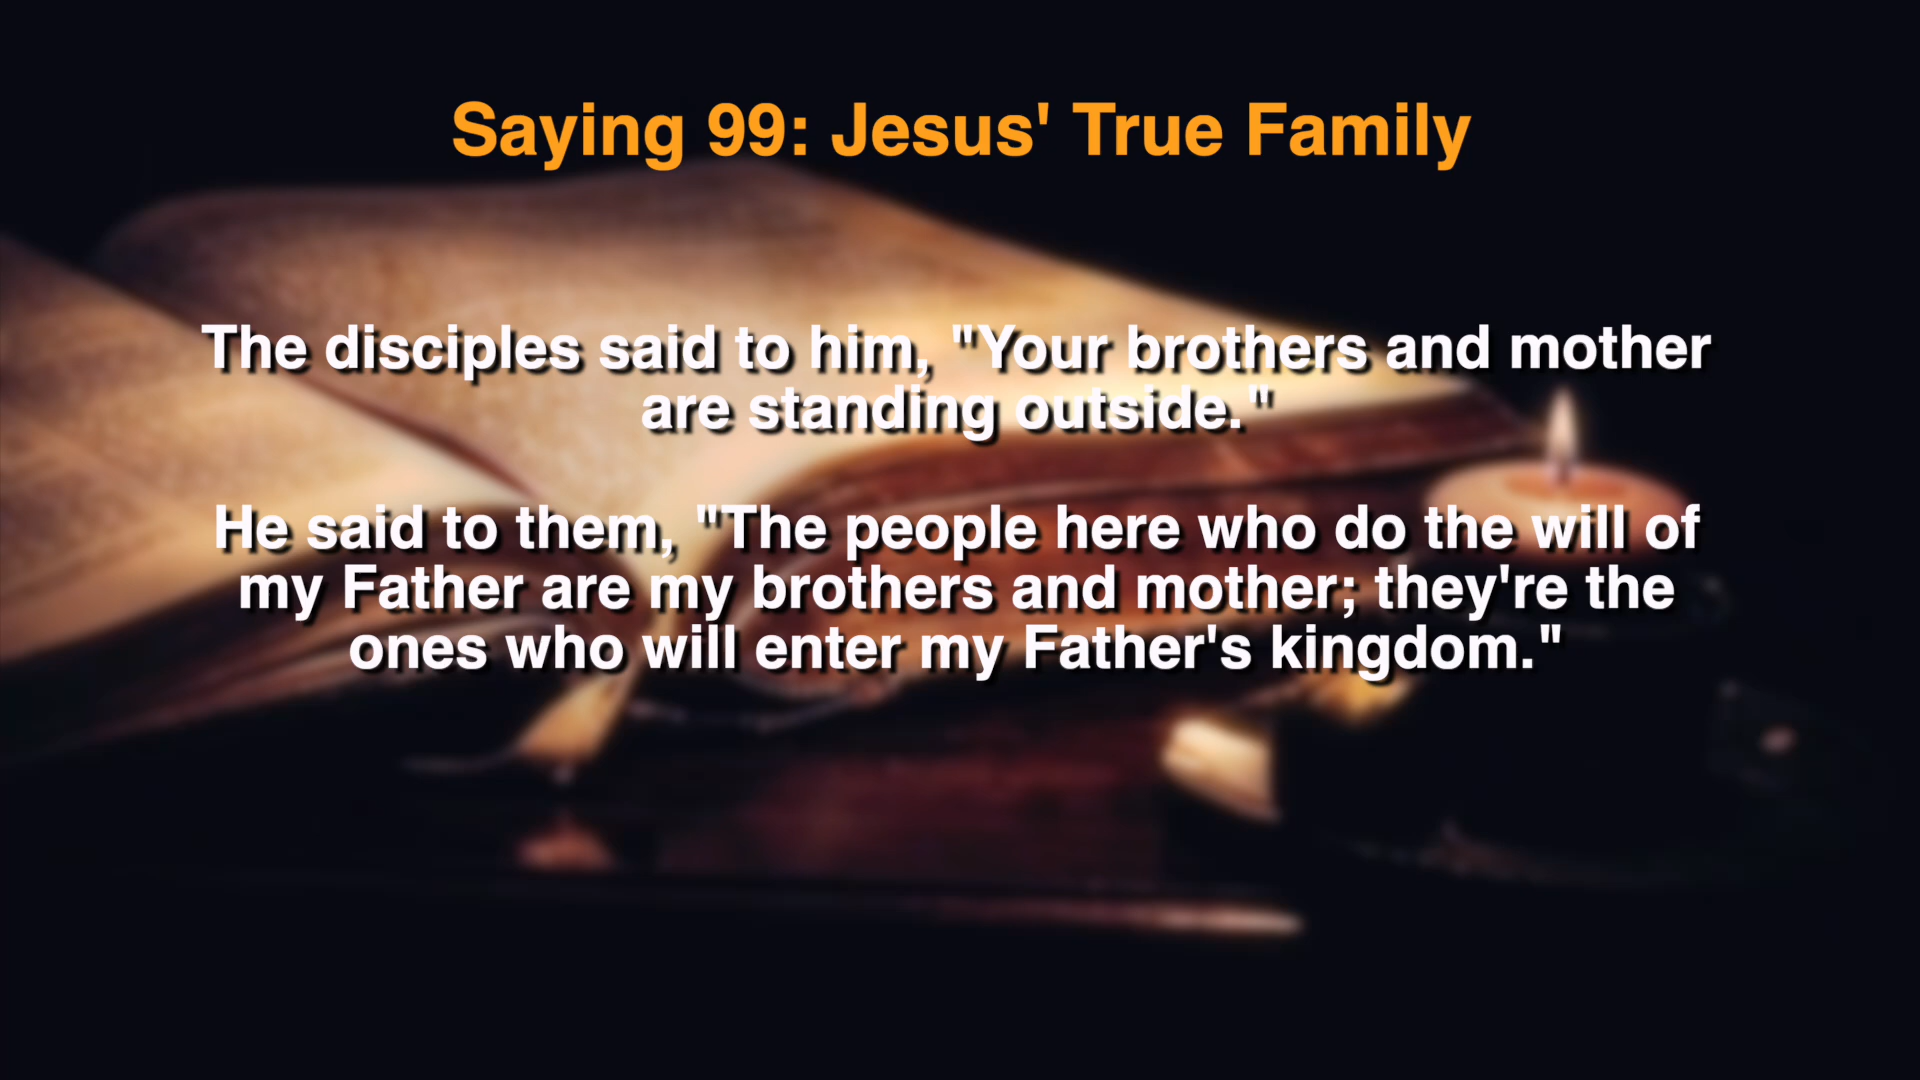 Saying 99: Jesus' True Family
The disciples said to him, "Your brothers and mother
are standing outside."
He said to them, "The people here who do the will of
my Father are my brothers and mother; they're the
ones who will enter my Father's kingdom."